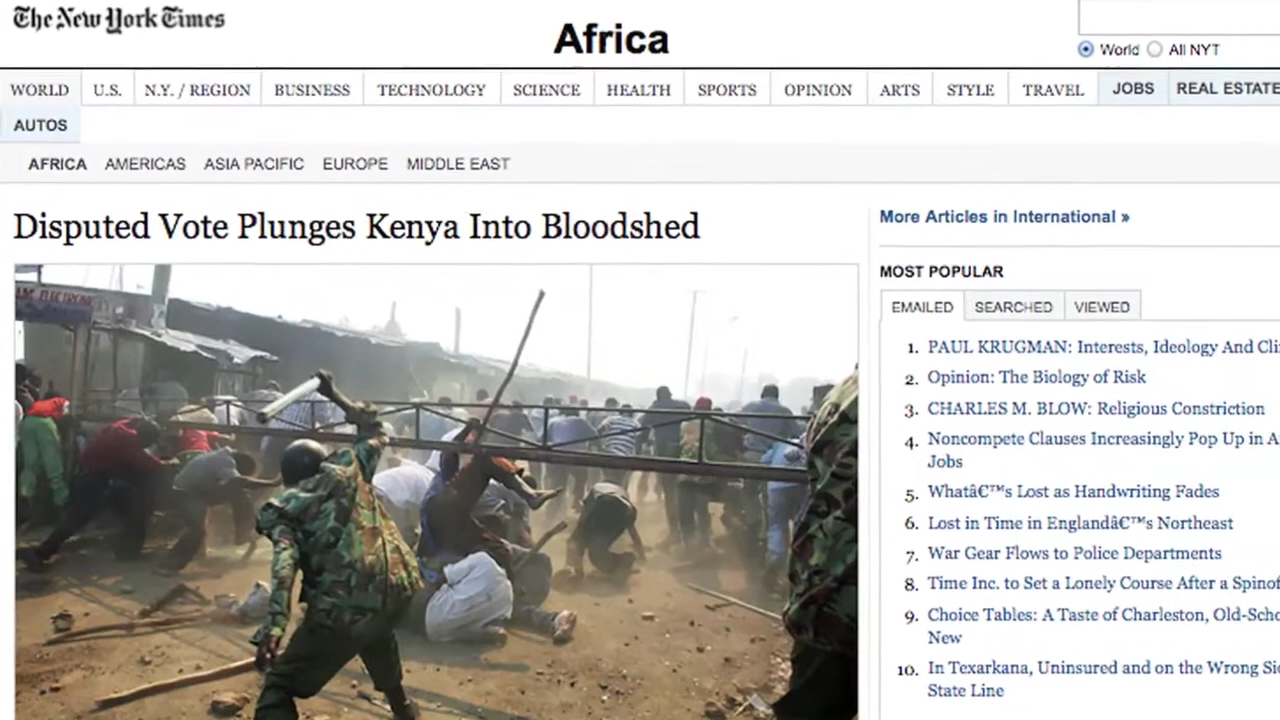 The New York Times
Africa
World All NYT
WORLD U.S. N.Y. / REGION BUSINESS TECHNOLOGY SCIENCE HEALTH SPORTS OPINION ARTS STYLE TRAVEL JOBS REAL ESTATE
AUTOS
AFRICA AMERICAS ASIA PACIFIC EUROPE MIDDLE EAST
Disputed Vote Plunges Kenya Into Bloodshed
More Articles in International »
MOST POPULAR
EMAILED SEARCHED VIEWED
1. PAUL KRUGMAN: Interests, Ideology And Cli
2. Opinion: The Biology of Risk
3. CHARLES M. BLOW: Religious Constriction
4. Noncompete Clauses Increasingly Pop Up in A
Jobs
5. Whatâ€™s Lost as Handwriting Fades
6. Lost in Time in Englandâ€™s Northeast
7. War Gear Flows to Police Departments
8. Time Inc. to Set a Lonely Course After a Spinof
9. Choice Tables: A Taste of Charleston, Old-Scho
New
10. In Texarkana, Uninsured and on the Wrong Si
State Line